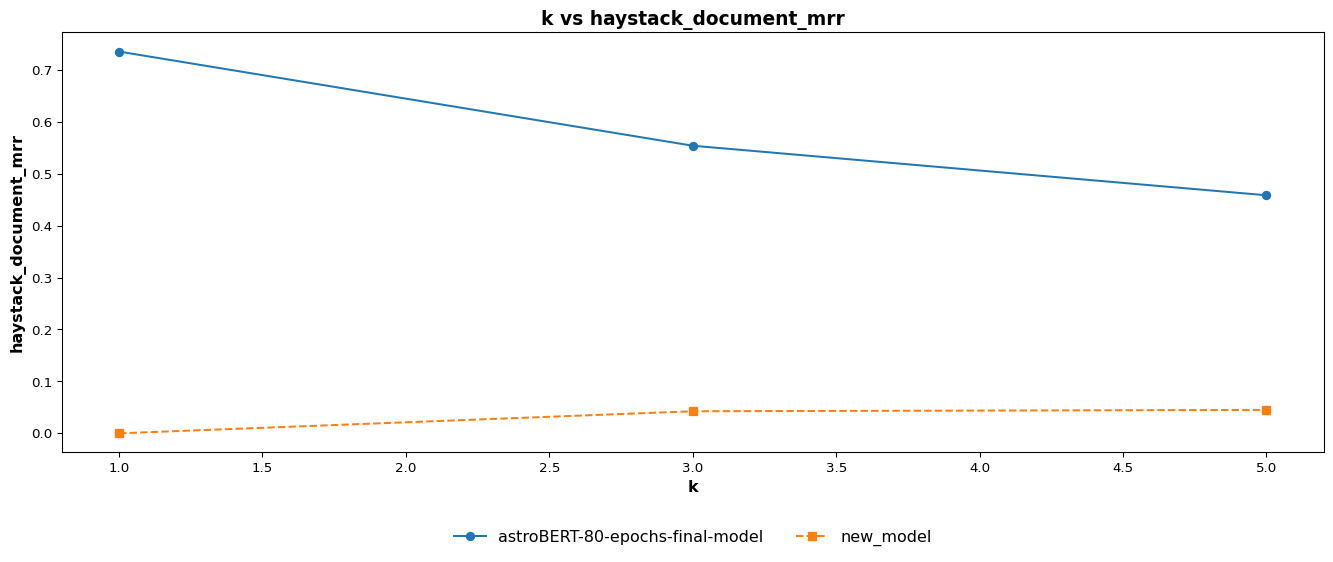 k vs haystack_document_mrr
haystack_document_mrr
0.7
0.6
0.5
0.4
0.3
0.2
0.1
0.0
1.0 1.5 2.0 2.5 3.0 3.5 4.0 4.5 5.0
k
astroBERT-80-epochs-final-model new_model